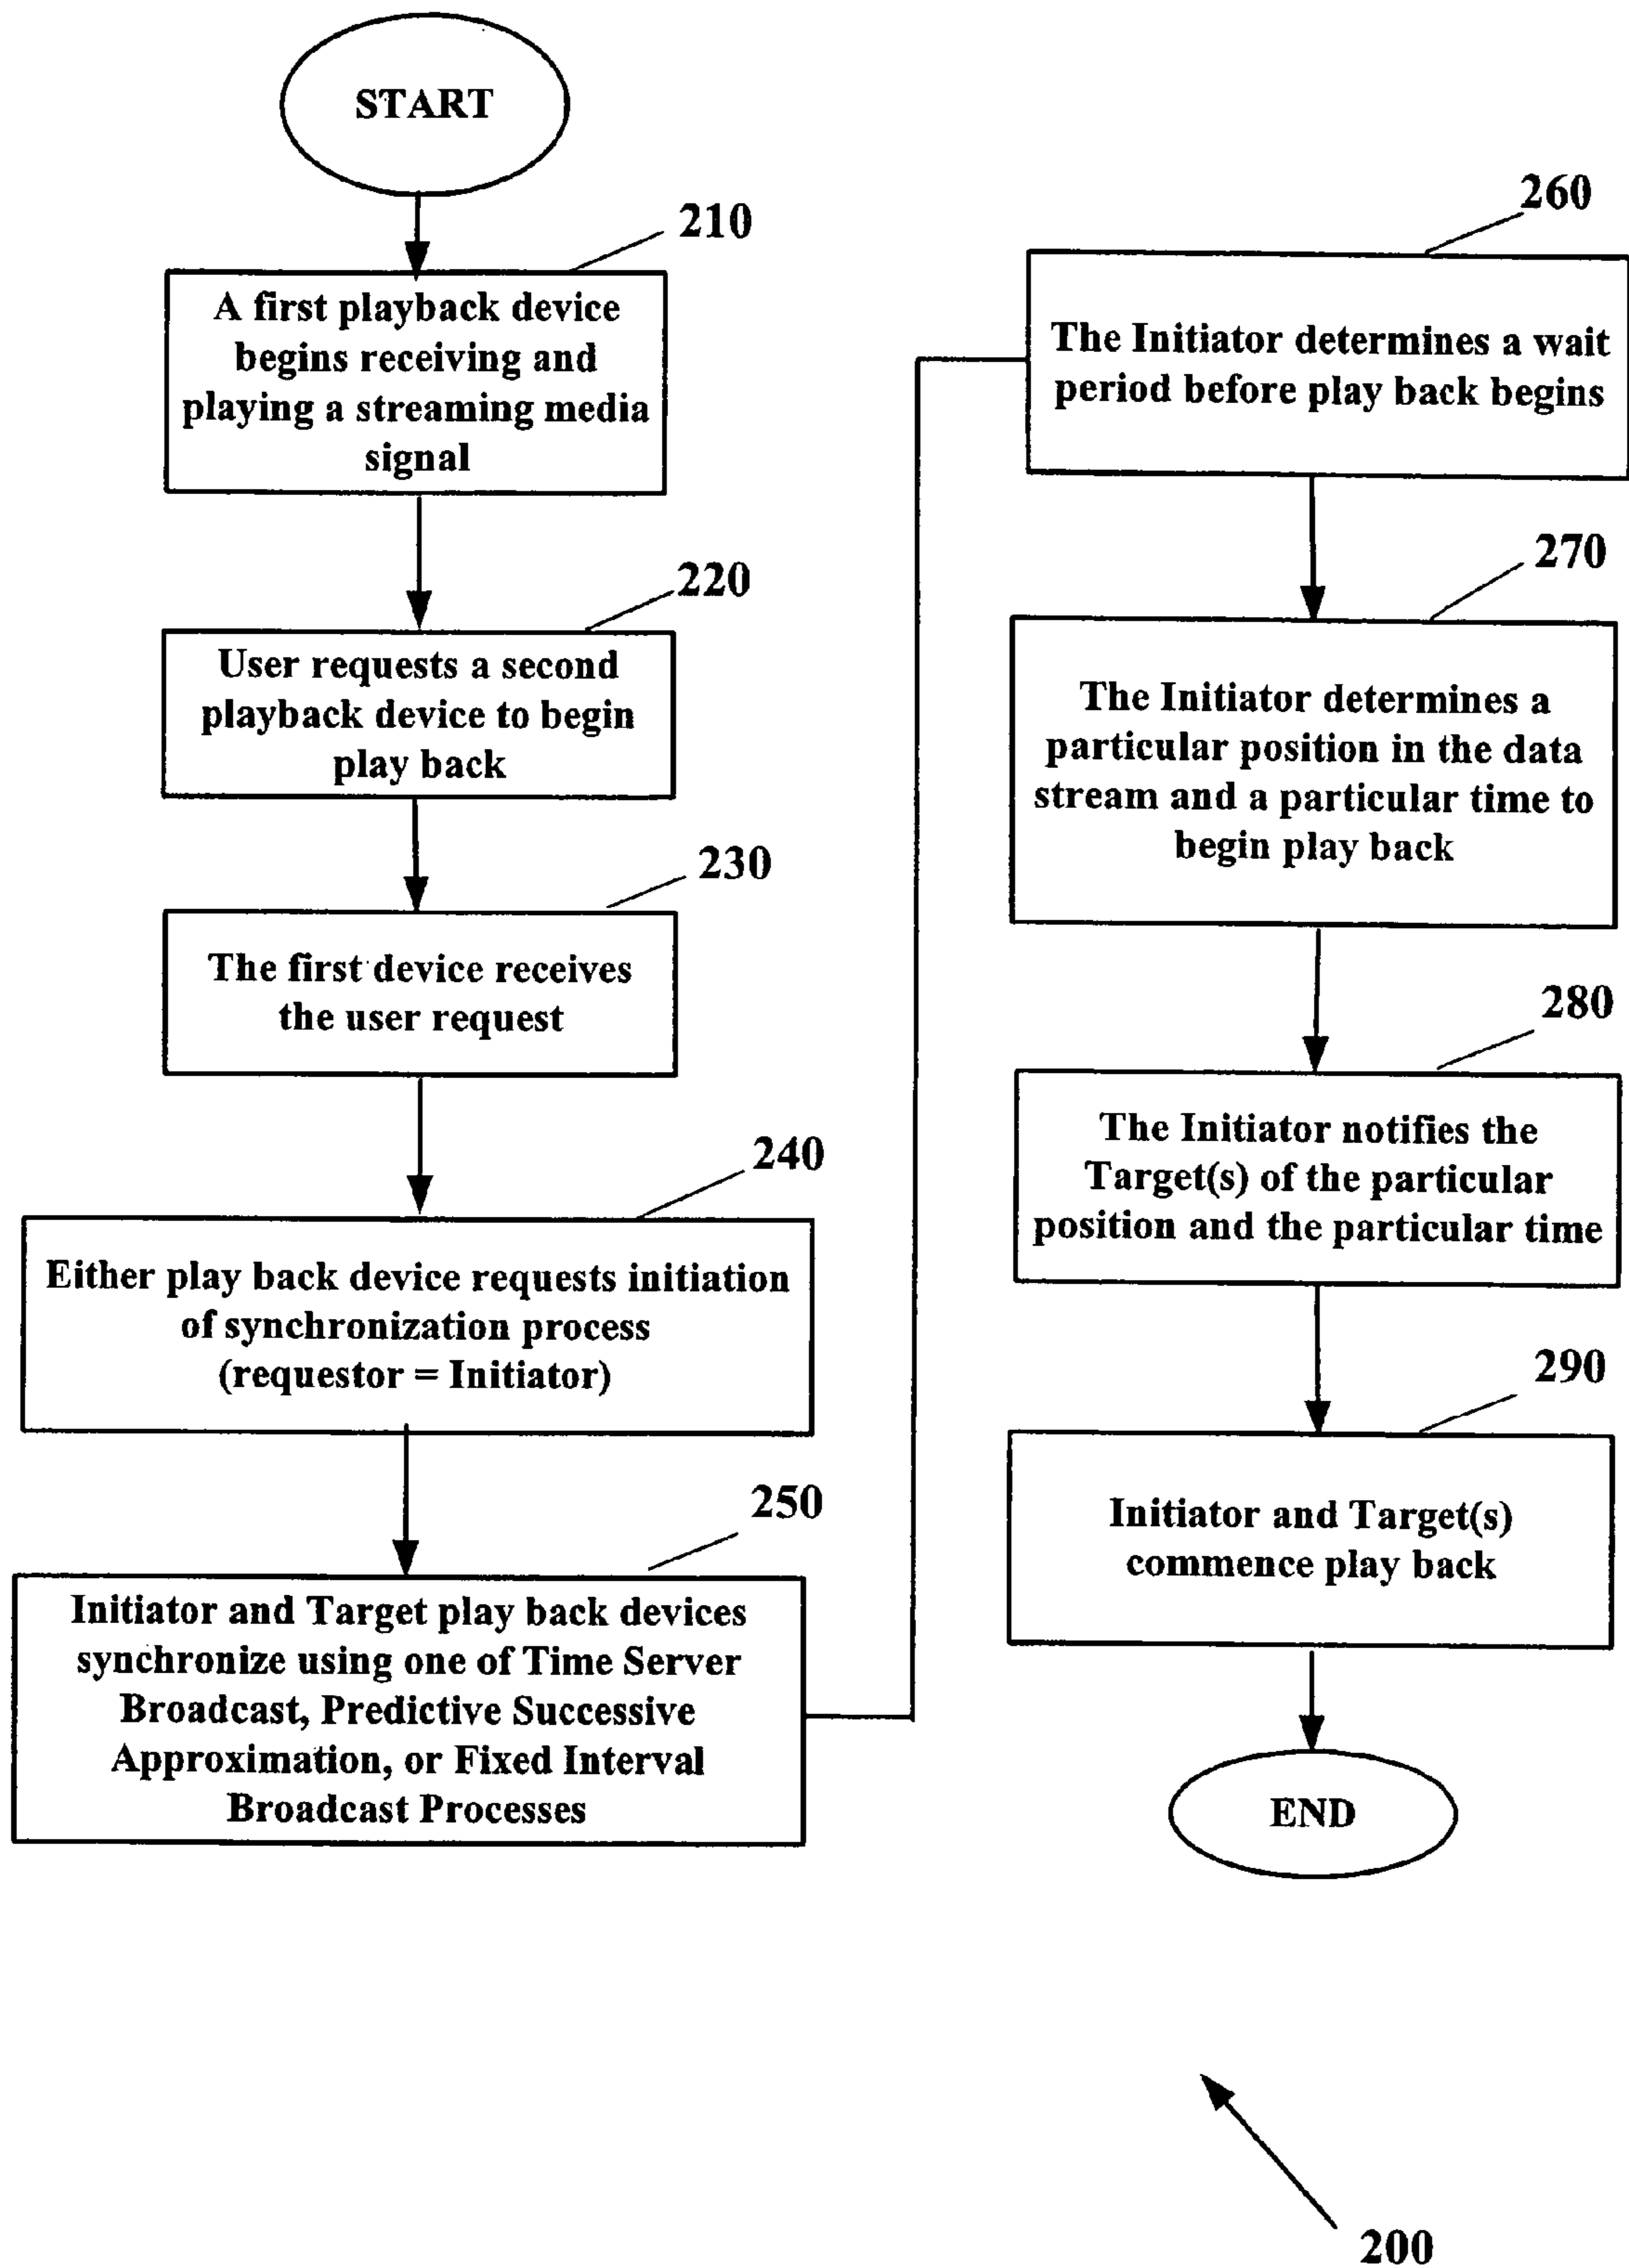 START
210
A first playback device
begins receiving and
playing a streaming media
signal
220
User requests a second
playback device to begin
play back
230
The first device receives
the user request
240
Either play back device requests initiation
of synchronization process
(requestor = Initiator)
250
Initiator and Target play back devices
synchronize using one of Time Server
Broadcast, Predictive Successive
Approximation, or Fixed Interval
Broadcast Processes
260
The Initiator determines a wait
period before play back begins
270
The Initiator determines a
particular position in the data
stream and a particular time to
begin play back
280
The Initiator notifies the
Target(s) of the particular
position and the particular time
290
Initiator and Target(s)
commence play back
END
200